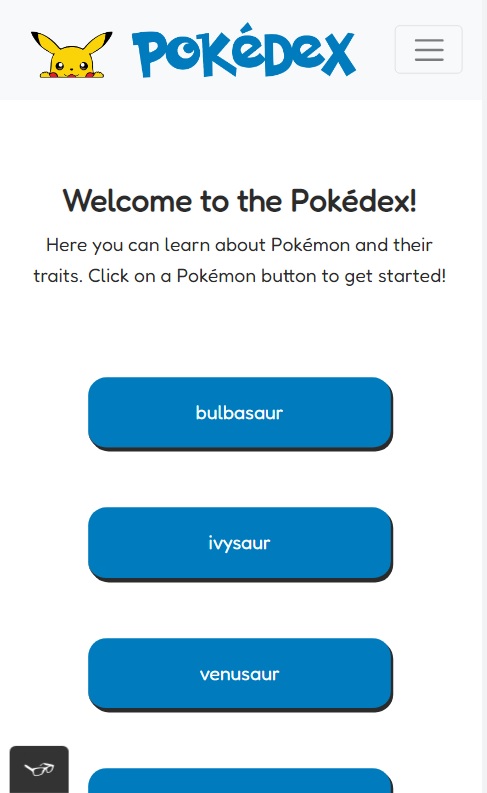 POKéDEX
Welcome to the Pokédex!
Here you can learn about Pokémon and their
traits. Click on a Pokémon button to get started!
bulbasaur
ivysaur
venusaur